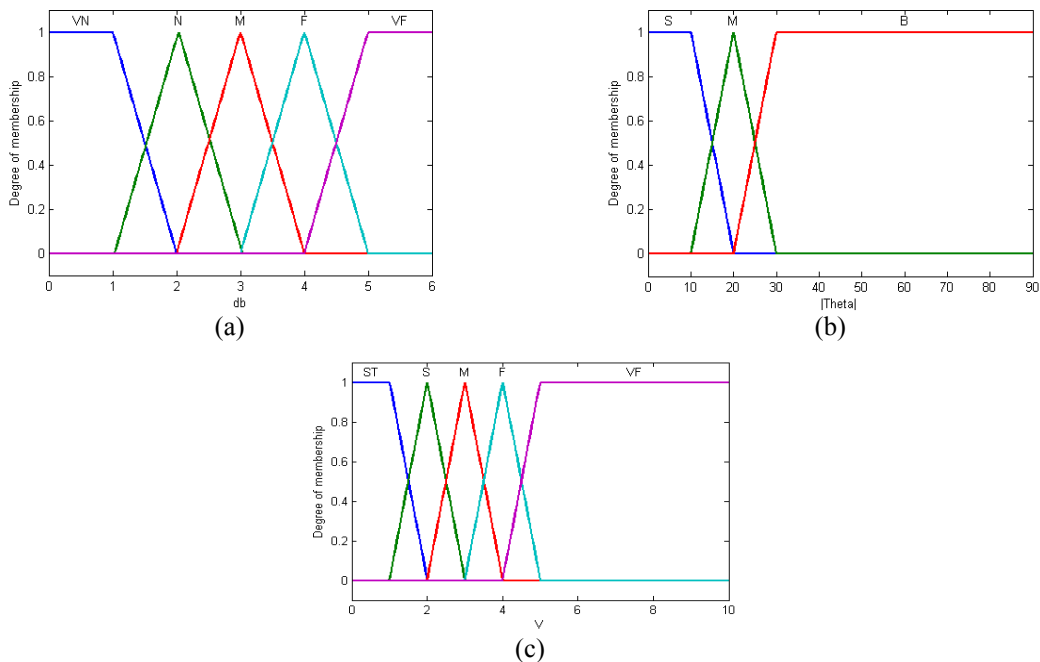 VN N M F VF
1
0.8
0.6
0.4
0.2
0
Degree of membership
0 1 2 3 4 5 6
db
(a)
S M B
1
0.8
0.6
0.4
0.2
0
Degree of membership
0 10 20 30 40 50 60 70 80 90
|Theta|
(b)
ST S M F VF
1
0.8
0.6
0.4
0.2
0
Degree of membership
0 2 4 6 8 10
V
(c)